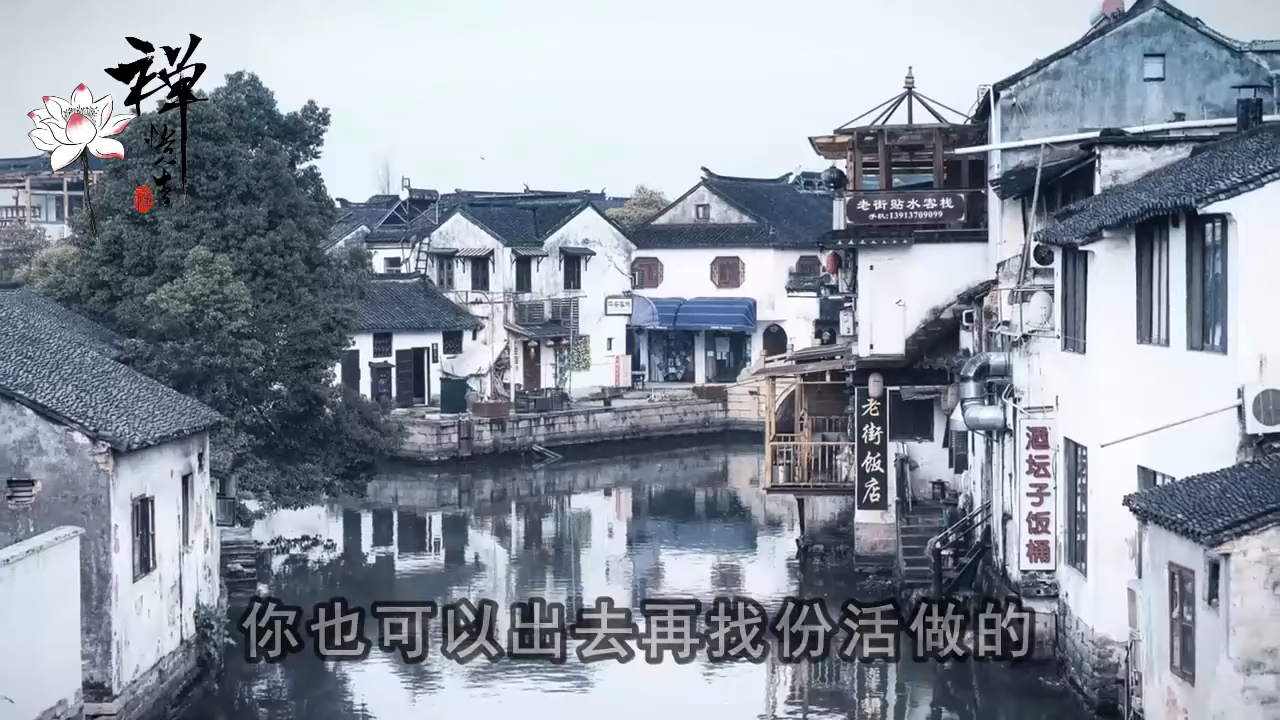 禅
老街贴水客栈
手机:13913709099
老街饭店
酒坛子饭桶
你也可以出去再找份活做的